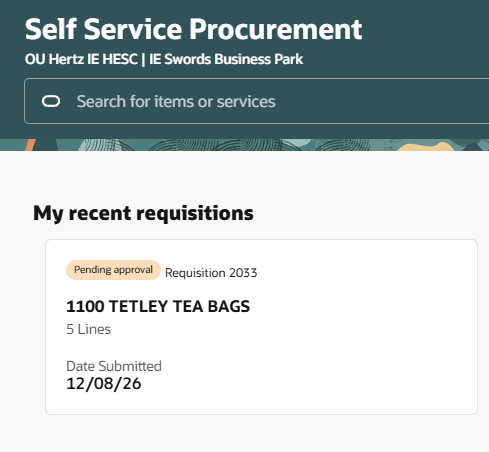 Self Service Procurement
OU Hertz IE HESC | IE Swords Business Park
Search for items or services
My recent requisitions
Pending approval Requisition 2033
1100 TETLEY TEA BAGS
5 Lines
Date Submitted
12/08/26